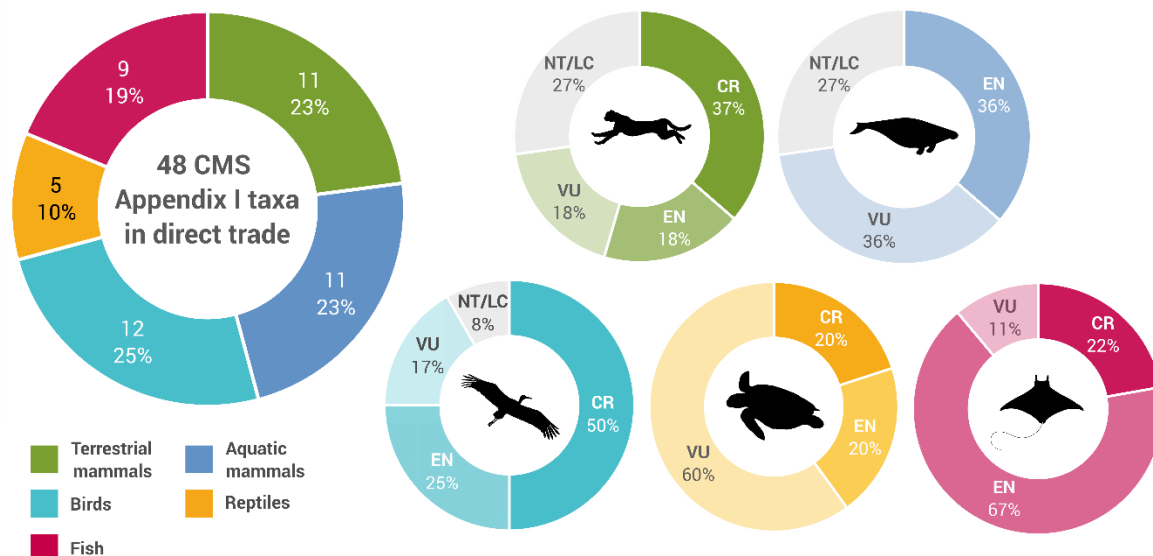 9
19%
11
23%
5
10%
48 CMS
Appendix I taxa
in direct trade
12
25%
11
23%
Terrestrial
mammals
Aquatic
mammals
Birds
Reptiles
Fish
NT/LC
27%
CR
37%
VU
18%
EN
18%
NT/LC
27%
EN
36%
VU
36%
NT/LC
8%
VU
17%
CR
50%
EN
25%
CR
20%
VU
60%
EN
20%
VU
11%
CR
22%
EN
67%